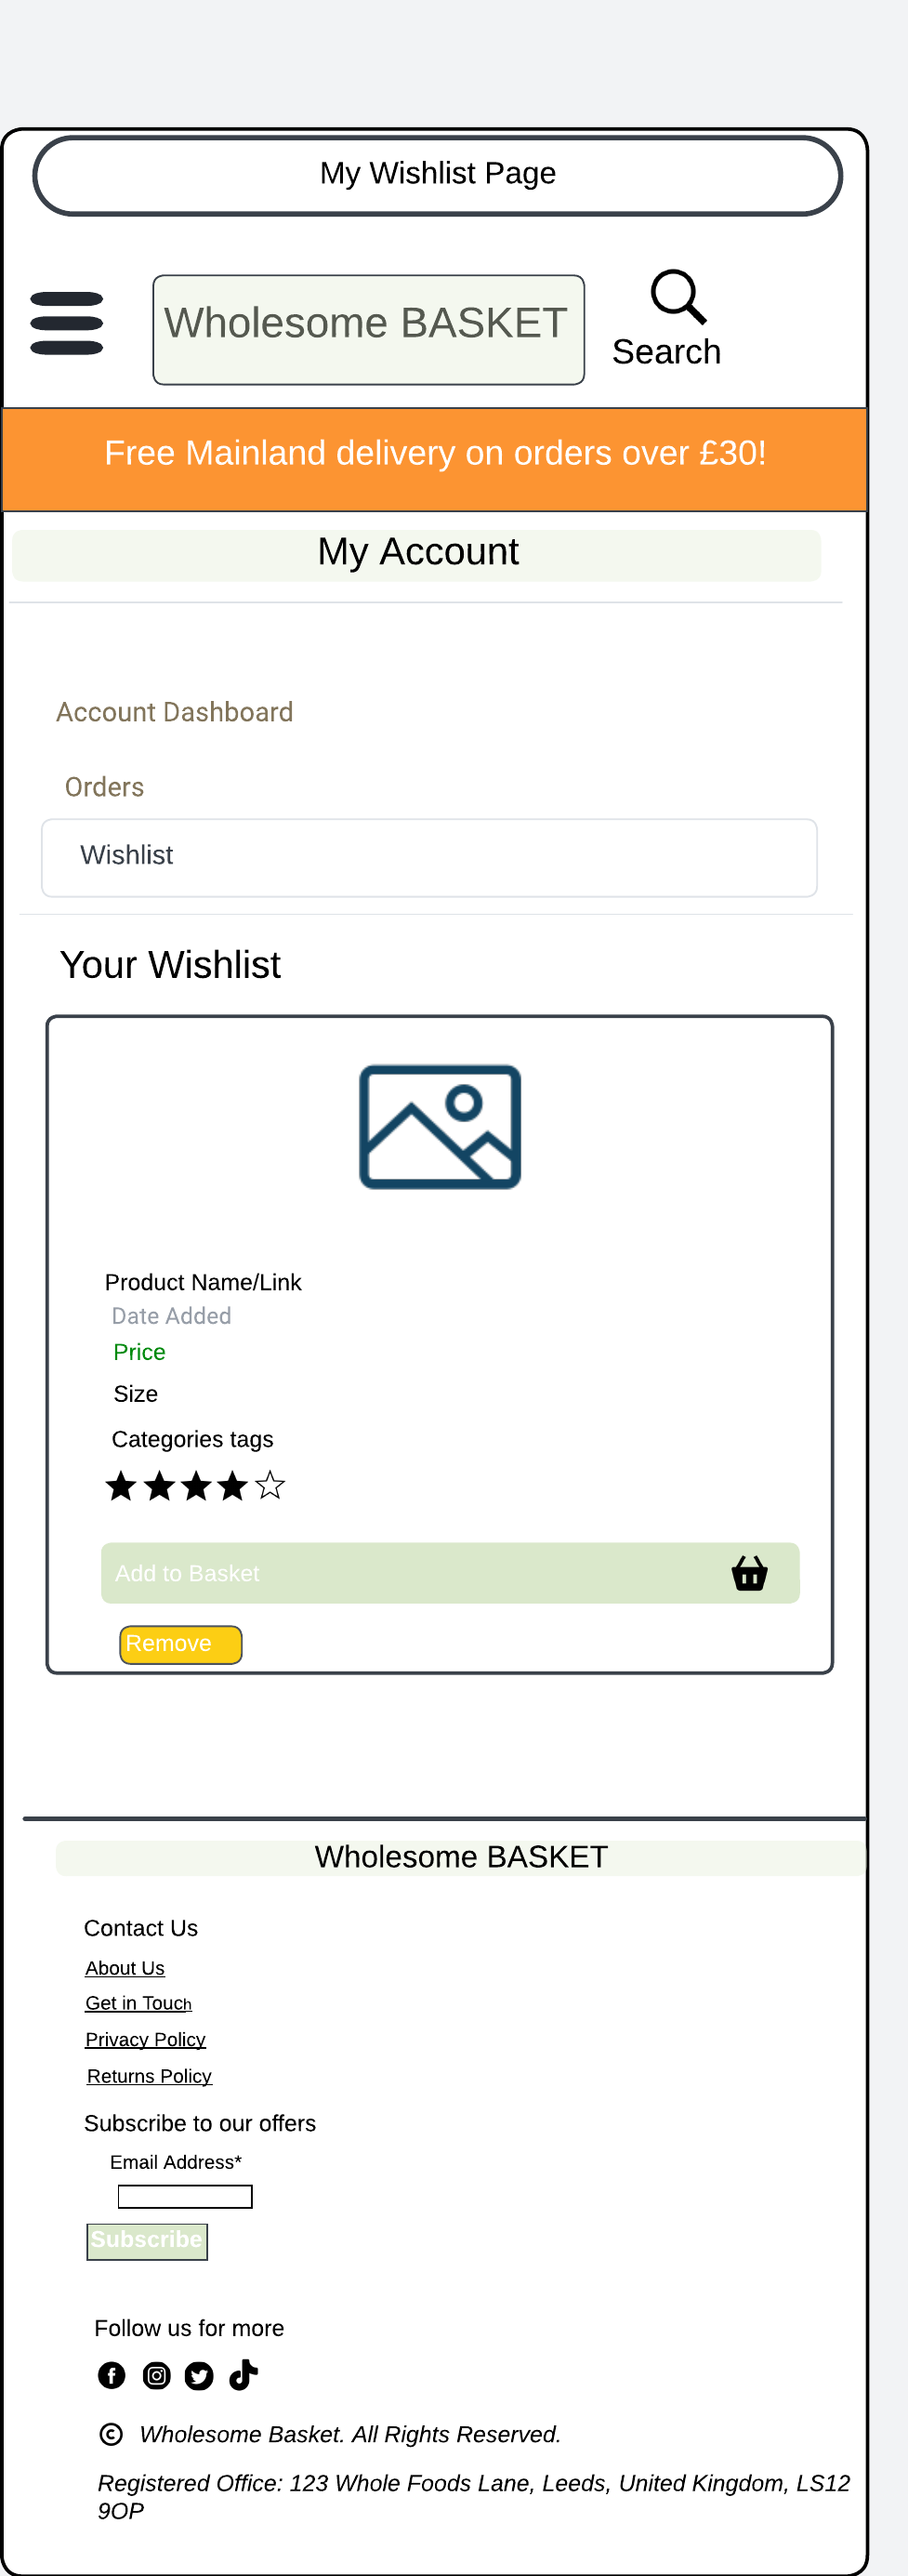 My Wishlist Page
Wholesome BASKET
Search
Free Mainland delivery on orders over £30!
My Account
Account Dashboard
Orders
Wishlist
Your Wishlist
Product Name/Link
Date Added
Price
Size
Categories tags
Add to Basket
Remove
Wholesome BASKET
Contact Us
About Us
Get in Touch
Privacy Policy
Returns Policy
Subscribe to our offers
Email Address*
Subscribe
Follow us for more
© Wholesome Basket. All Rights Reserved.
Registered Office: 123 Whole Foods Lane, Leeds, United Kingdom, LS12
9OP